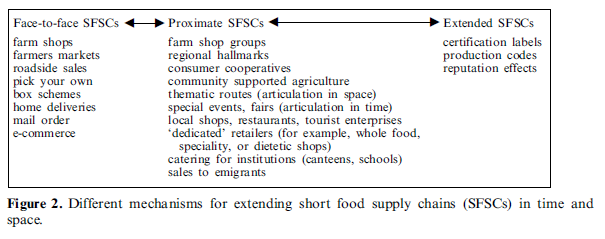 Face-to-face SFSCs
farm shops
farmers markets
roadside sales
pick your own
box schemes
home deliveries
mail order
e-commerce
Proximate SFSCs
farm shop groups
regional hallmarks
consumer cooperatives
community supported agriculture
thematic routes (articulation in space)
special events, fairs (articulation in time)
local shops, restaurants, tourist enterprises
‘dedicated’ retailers (for example, whole food,
speciality, or dietetic shops)
catering for institutions (canteens, schools)
sales to emigrants
Extended SFSCs
certification labels
production codes
reputation effects
Figure 2. Different mechanisms for extending short food supply chains (SFSCs) in time and
space.